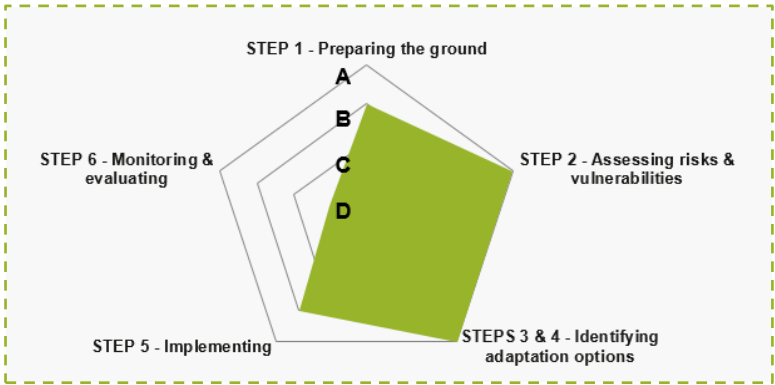 STEP 1 - Preparing the ground
A
B
STEP 6 - Monitoring &
evaluating
C
STEP 2 - Assessing risks &
vulnerabilities
D
STEPS 3 & 4 - Identifying
adaptation options
STEP 5 - Implementing